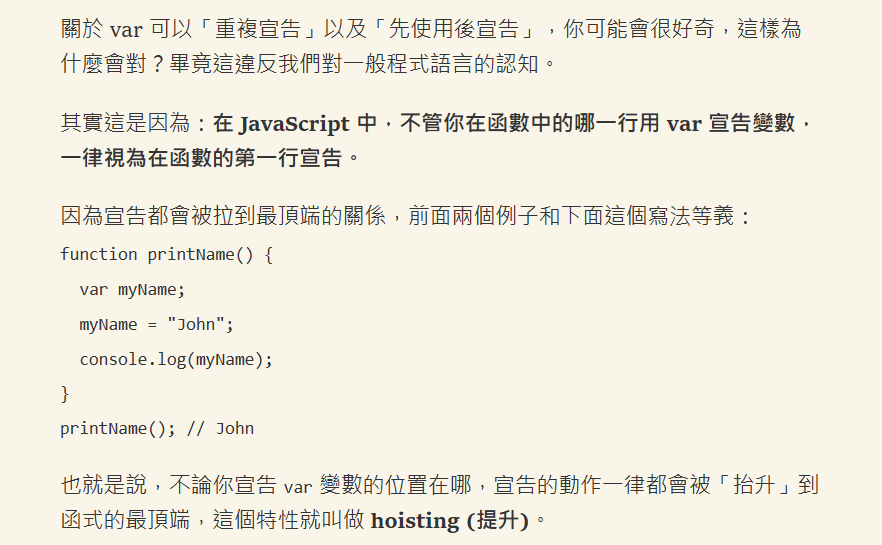 關於 var 可以「重複宣告」以及「先使用後宣告」，你可能會很好奇，這樣為
什麼會對？畢竟這違反我們對一般程式語言的認知。
其實這是因為：在 JavaScript 中，不管你在函數中的哪一行用 var 宣告變數，
一律視為在函數的第一行宣告。
因為宣告都會被拉到最頂端的關係，前面兩個例子和下面這個寫法等義：
function printName() {
  var myName;
  myName = "John";
  console.log(myName);
}
printName(); // John
也就是說，不論你宣告 var 變數的位置在哪，宣告的動作一律都會被「抬升」到
函式的最頂端，這個特性就叫做 hoisting (提升)。